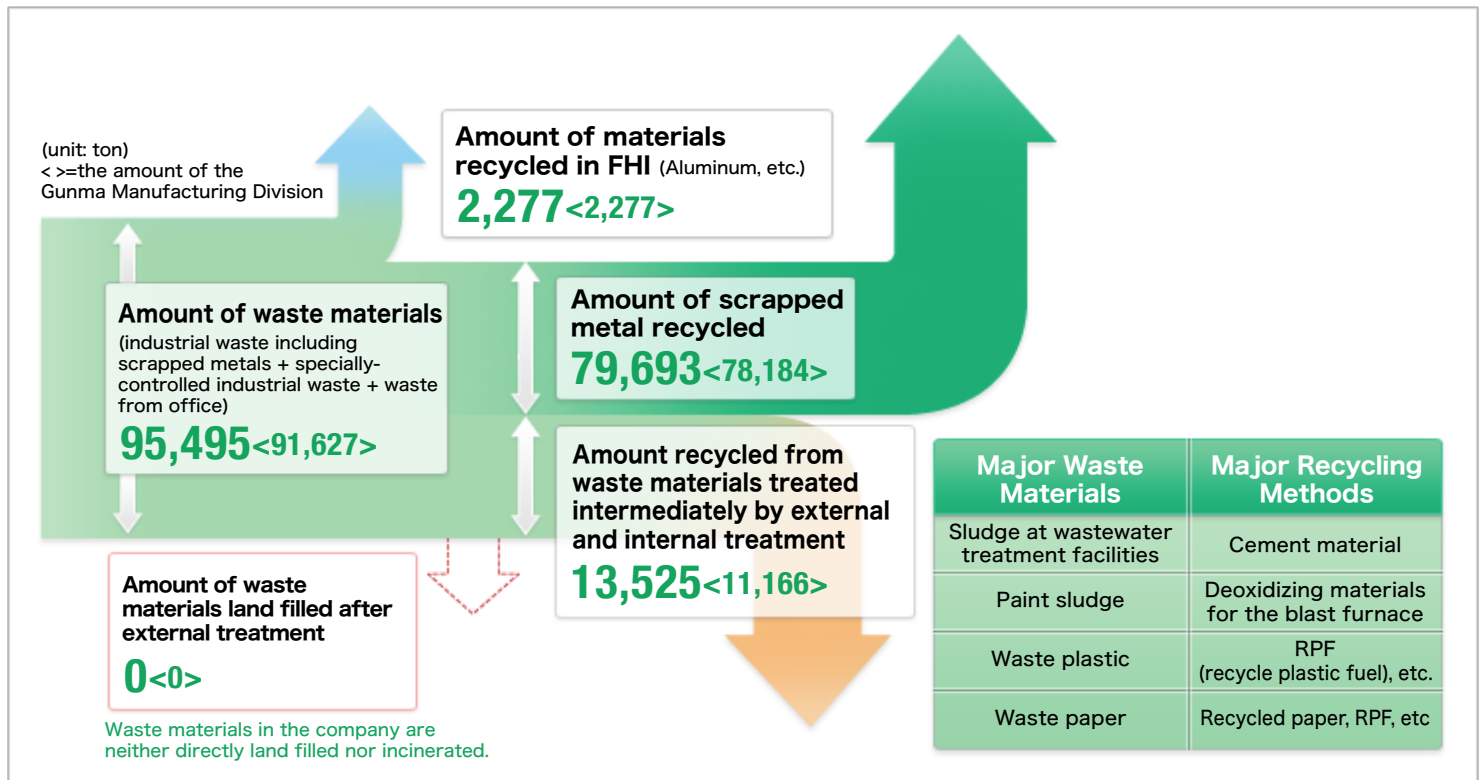 (unit: ton)
< >=the amount of the
Gunma Manufacturing Division
Amount of materials
recycled in FHI (Aluminum, etc.)
2,277<2,277>
Amount of waste materials
(industrial waste including
scrapped metals + specially-
controlled industrial waste + waste
from office)
95,495<91,627>
Amount of scrapped
metal recycled
79,693<78,184>
Amount recycled from
waste materials treated
intermediately by external
and internal treatment
13,525<11,166>
Amount of waste
materials land filled after
external treatment
0<0>
Waste materials in the company are
neither directly land filled nor incinerated.
Major Waste
Materials
Major Recycling
Methods
Sludge at wastewater
treatment facilities
Cement material
Paint sludge
Deoxidizing materials
for the blast furnace
Waste plastic
RPF
(recycle plastic fuel), etc.
Waste paper
Recycled paper, RPF, etc